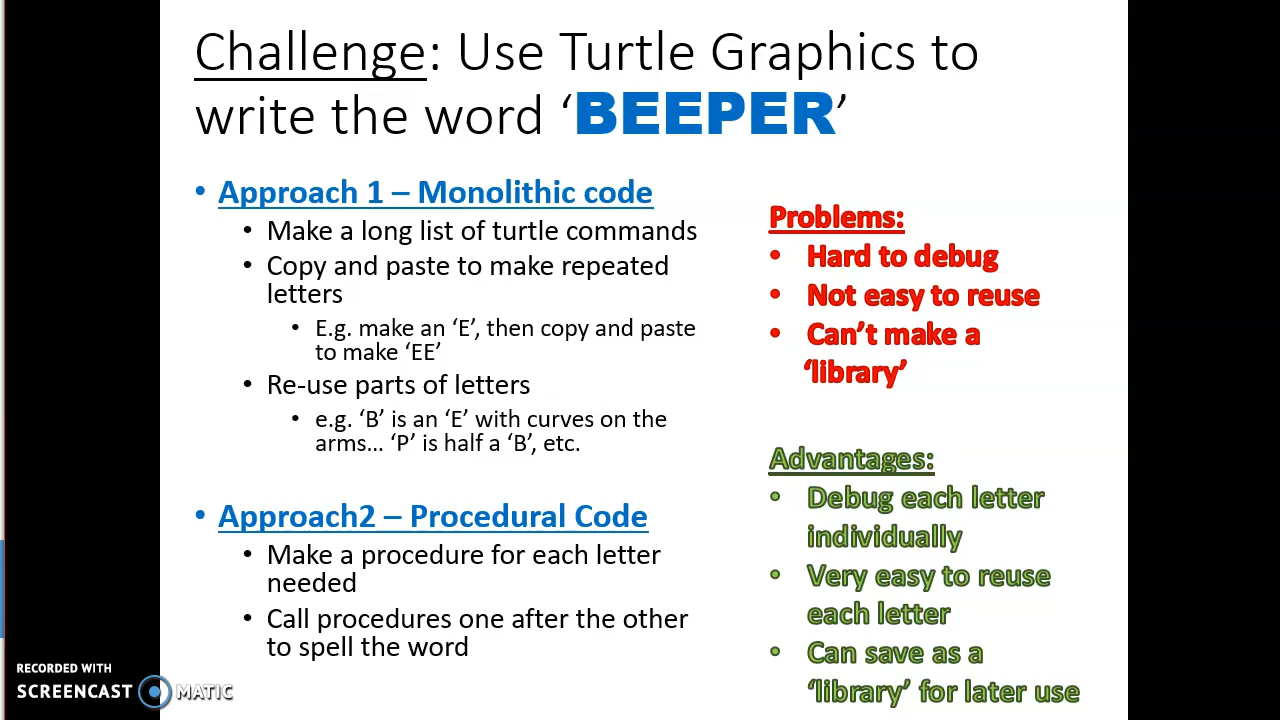 Challenge: Use Turtle Graphics to
write the word ‘BEEPER’
• Approach 1 – Monolithic code
• Make a long list of turtle commands
• Copy and paste to make repeated
letters
• E.g. make an ‘E’, then copy and paste
to make ‘EE’
• Re-use parts of letters
• e.g. ‘B’ is an ‘E’ with curves on the
arms... ‘P’ is half a ‘B’, etc.
• Approach2 – Procedural Code
• Make a procedure for each letter
needed
• Call procedures one after the other
to spell the word
Problems:
• Hard to debug
• Not easy to reuse
• Can’t make a
‘library’
Advantages:
• Debug each letter
individually
• Very easy to reuse
each letter
• Can save as a
‘library’ for later use
RECORDED WITH
SCREENCAST MATIC